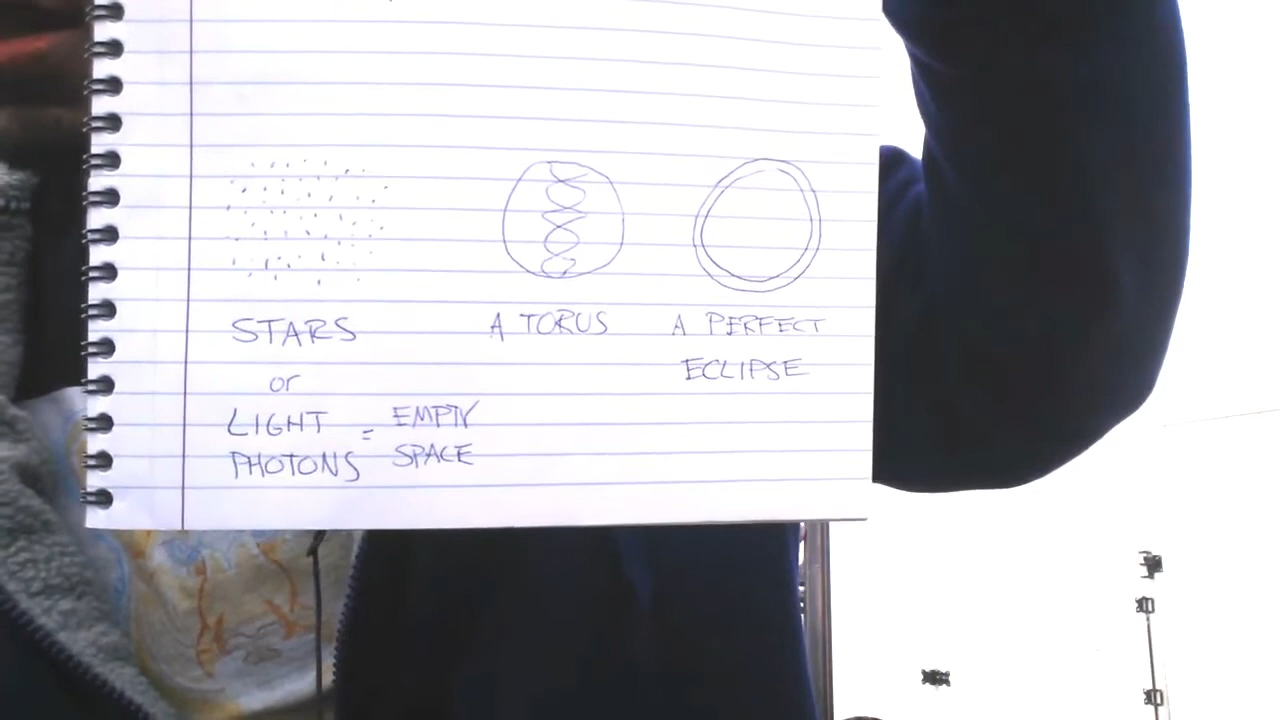 STARS
or
LIGHT = EMPTY
PHOTONS SPACE
A TORUS
A PERFECT
ECLIPSE